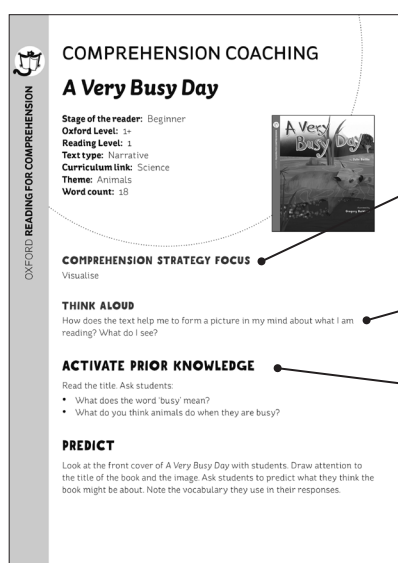 COMPREHENSION COACHING
A Very Busy Day
Stage of the reader: Beginner
Oxford Level: 1+
Reading Level: 1
Text type: Narrative
Curriculum link: Science
Theme: Animals
Word count: 18
A Very
Busy Day
OXFORD READING FOR COMPREHENSION
COMPREHENSION STRATEGY FOCUS
Visualise
THINK ALOUD
How does the text help me to form a picture in my mind about what I am
reading? What do I see?
ACTIVATE PRIOR KNOWLEDGE
Read the title. Ask students:
• What does the word ‘busy’ mean?
• What do you think animals do when they are busy?
PREDICT
Look at the front cover of A Very Busy Day with students. Draw attention to
the title of the book and the image. Ask students to predict what they think the
book might be about. Note the vocabulary they use in their responses.